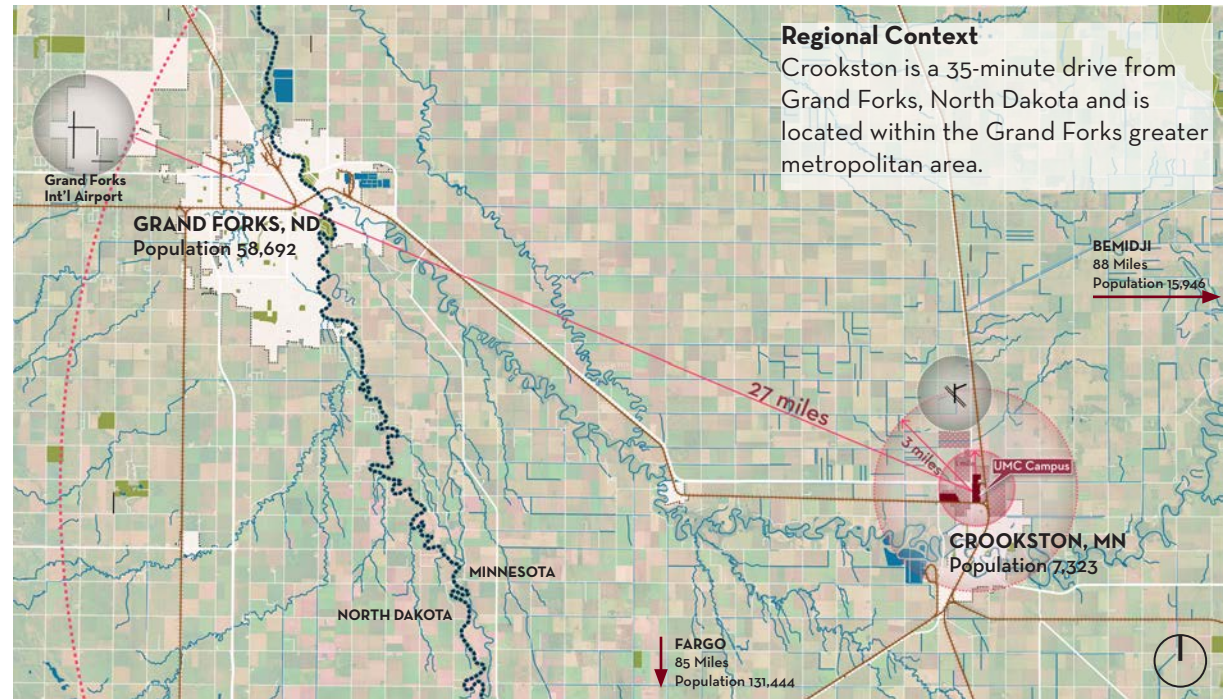 Regional Context
Crookston is a 35-minute drive from
Grand Forks, North Dakota and is
located within the Grand Forks greater
metropolitan area.
Grand Forks
Int'l Airport
GRAND FORKS, ND
Population 58,692
BEMIDJI
88 Miles
Population 15,946
27 miles
3 miles
UMC Campus
CROOKSTON, MN
Population 7,323
MINNESOTA
NORTH DAKOTA
FARGO
85 Miles
Population 131,444